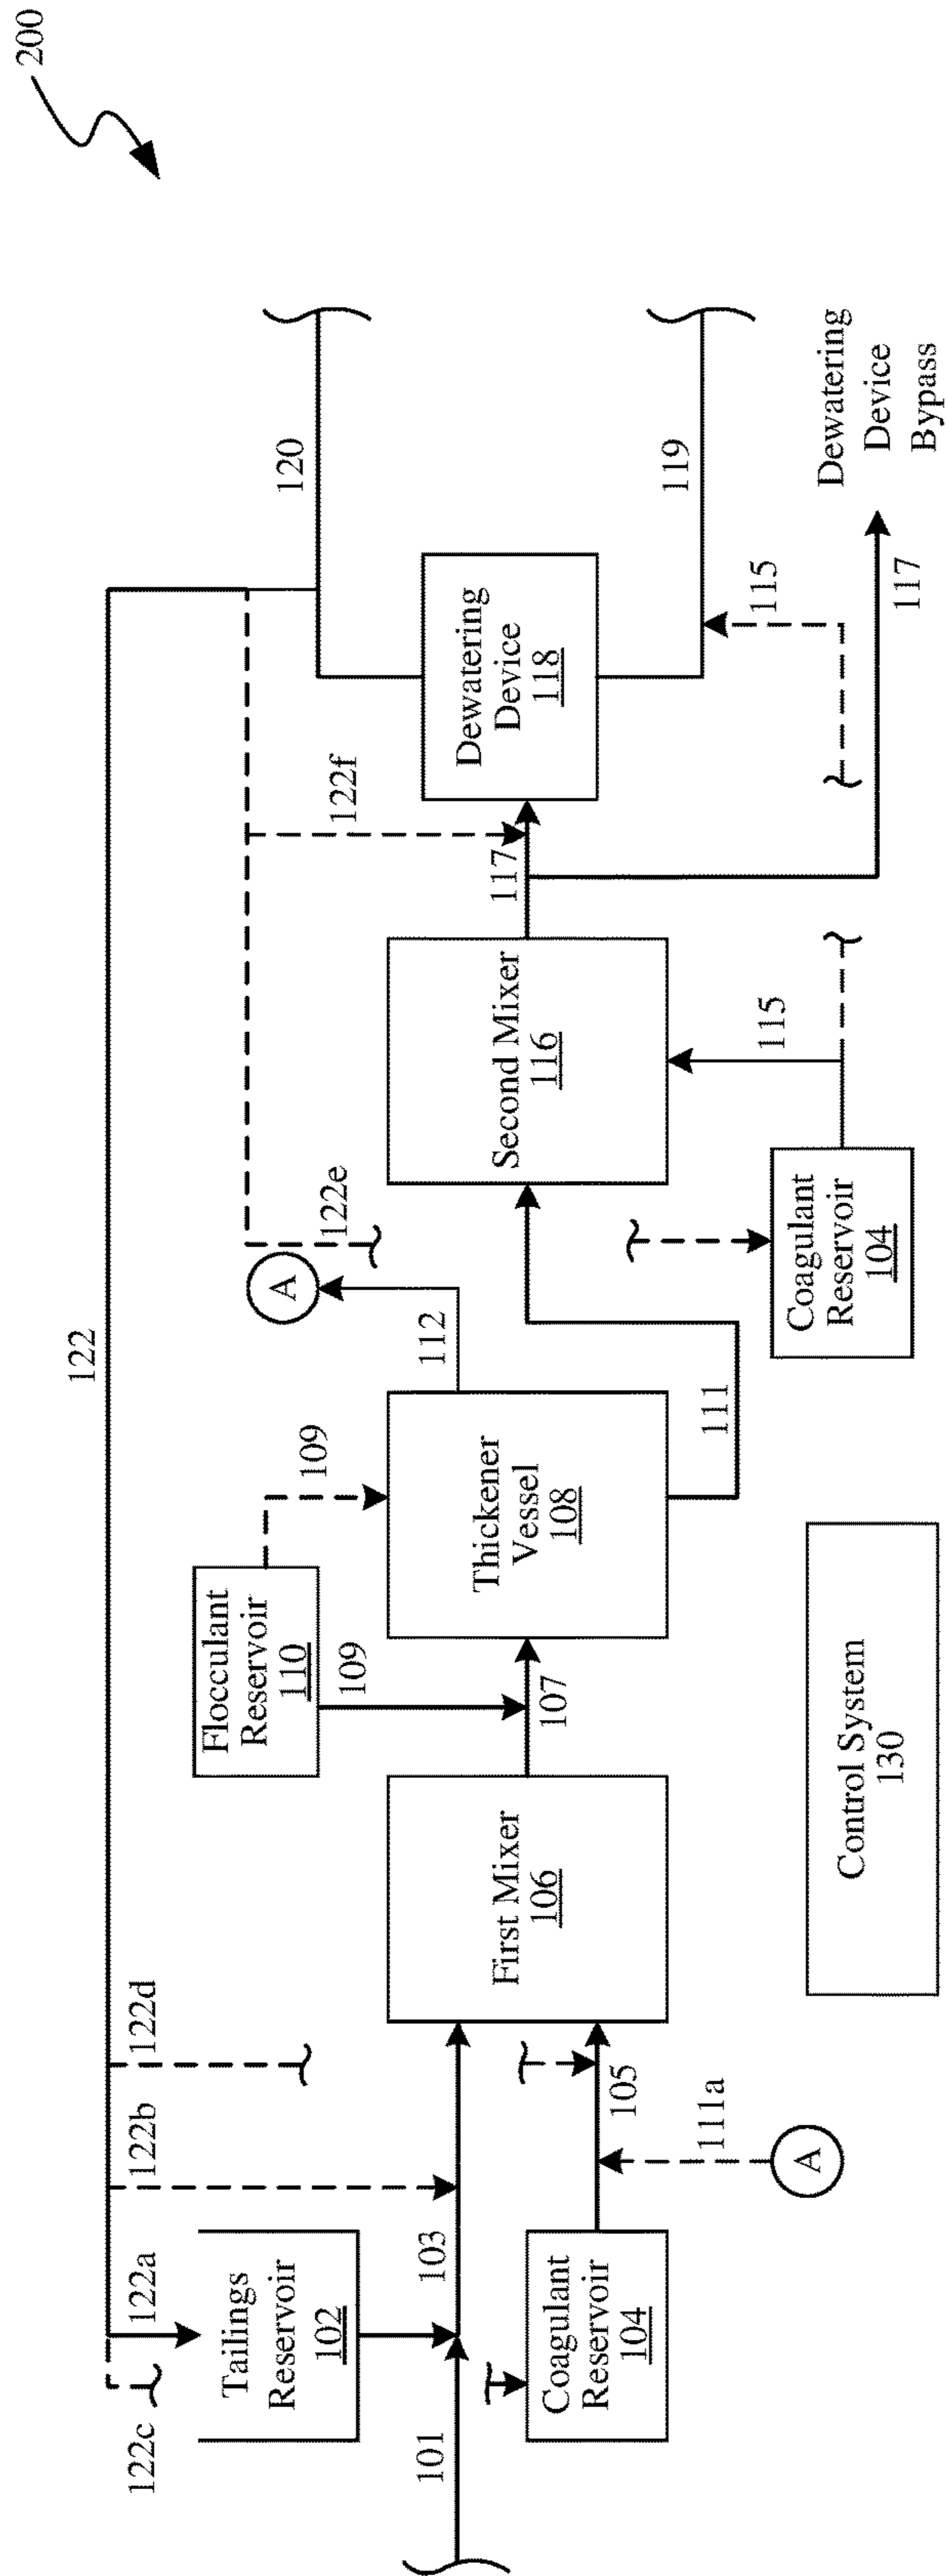 200
122
122c
122a
122b
122d
122e
122f
120
Tailings
Reservoir
102
101
103
Coagulant
Reservoir
104
105
111a
A
First Mixer
106
107
Flocculant
Reservoir
110
109
109
Thickener
Vessel
108
112
A
111
Second Mixer
116
Coagulant
Reservoir
104
115
117
Dewatering
Device
118
119
115
117
Dewatering
Device
Bypass
Control System
130